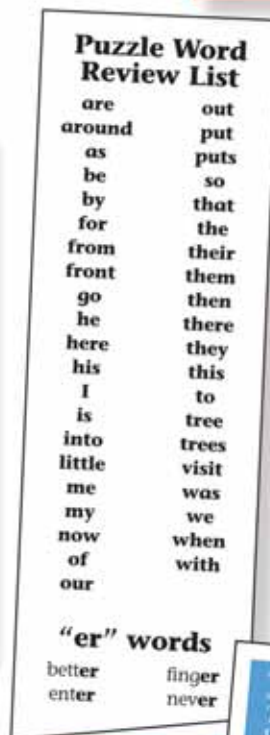 Puzzle Word
Review List
are
around
as
be
by
for
from
front
go
he
here
his
I
is
into
little
me
my
now
of
our
out
put
puts
so
that
the
their
them
then
there
they
this
to
tree
trees
visit
was
we
when
with
"er" words
better
enter
finger
never